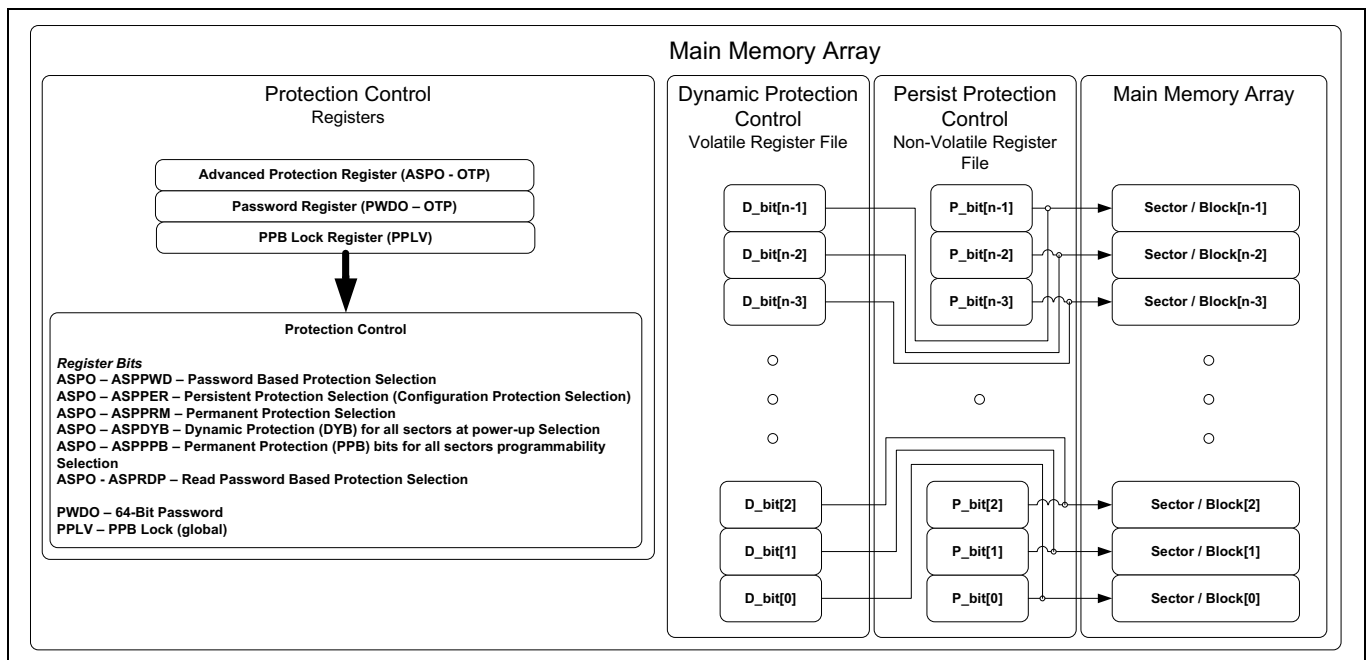 Main Memory Array
Protection Control
Registers
Advanced Protection Register (ASPO - OTP)
Password Register (PWDO – OTP)
PPB Lock Register (PPLV)
Protection Control
Register Bits
ASPO – ASPPWD – Password Based Protection Selection
ASPO – ASPPER – Persistent Protection Selection (Configuration Protection Selection)
ASPO – ASPPRM – Permanent Protection Selection
ASPO – ASPDYB – Dynamic Protection (DYB) for all sectors at power-up Selection
ASPO – ASPPPB – Permanent Protection (PPB) bits for all sectors programmability
Selection
ASPO - ASPRDP – Read Password Based Protection Selection
PWDO – 64-Bit Password
PPLV – PPB Lock (global)
Dynamic Protection
Control
Volatile Register File
D_bit[n-1]
D_bit[n-2]
D_bit[n-3]
D_bit[2]
D_bit[1]
D_bit[0]
Persist Protection
Control
Non-Volatile Register
File
P_bit[n-1]
P_bit[n-2]
P_bit[n-3]
P_bit[2]
P_bit[1]
P_bit[0]
Main Memory Array
Sector / Block[n-1]
Sector / Block[n-2]
Sector / Block[n-3]
Sector / Block[2]
Sector / Block[1]
Sector / Block[0]